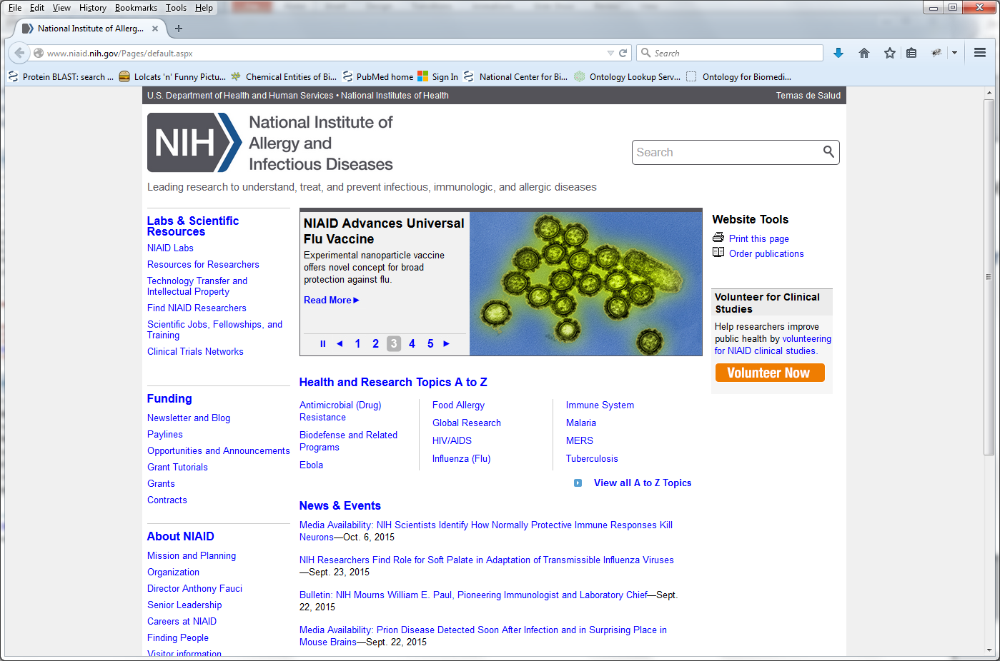 File Edit View History Bookmarks Tools Help
National Institute of Allerg...
www.niaid.nih.gov/Pages/default.aspx
Search
Protein BLAST: search ... Lolcats 'n' Funny Pictu... Chemical Entities of Bi... PubMed home Sign In National Center for Bi... Ontology Lookup Serv... Ontology for Biomedi...
U.S. Department of Health and Human Services • National Institutes of Health
Temas de Salud
NIH
National Institute of
Allergy and
Infectious Diseases
Search
Leading research to understand, treat, and prevent infectious, immunologic, and allergic diseases
Labs & Scientific
Resources
NIAID Labs
Resources for Researchers
Technology Transfer and
Intellectual Property
Find NIAID Researchers
Scientific Jobs, Fellowships, and
Training
Clinical Trials Networks
Funding
Newsletter and Blog
Paylines
Opportunities and Announcements
Grant Tutorials
Grants
Contracts
About NIAID
Mission and Planning
Organization
Director Anthony Fauci
Senior Leadership
Careers at NIAID
Finding People
Visitor information
NIAID Advances Universal
Flu Vaccine
Experimental nanoparticle vaccine
offers novel concept for broad
protection against flu.
Read More
1 2 3 4 5
Health and Research Topics A to Z
Antimicrobial (Drug)
Resistance
Biodefense and Related
Programs
Ebola
Food Allergy
Global Research
HIV/AIDS
Influenza (Flu)
Immune System
Malaria
MERS
Tuberculosis
View all A to Z Topics
News & Events
Media Availability: NIH Scientists Identify How Normally Protective Immune Responses Kill
Neurons—Oct. 6, 2015
NIH Researchers Find Role for Soft Palate in Adaptation of Transmissible Influenza Viruses
—Sept. 23, 2015
Bulletin: NIH Mourns William E. Paul, Pioneering Immunologist and Laboratory Chief—Sept.
22, 2015
Media Availability: Prion Disease Detected Soon After Infection and in Surprising Place in
Mouse Brains—Sept. 22, 2015
Website Tools
Print this page
Order publications
Volunteer for Clinical
Studies
Help researchers improve
public health by volunteering
for NIAID clinical studies.
Volunteer Now